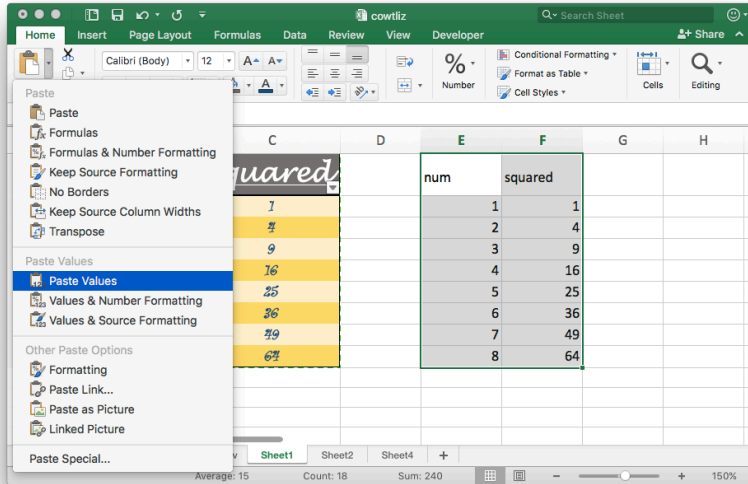 cowtliz
Search Sheet
Home Insert Page Layout Formulas Data Review View Developer Share
Calibri (Body) 12 A A
% Conditional Formatting
Format as Table
Cell Styles
Number Cells Editing
A
Paste
Paste
Formulas
Formulas & Number Formatting
Keep Source Formatting
No Borders
Keep Source Column Widths
Transpose
Paste Values
Paste Values
Values & Number Formatting
Values & Source Formatting
Other Paste Options
Formatting
Paste Link...
Paste as Picture
Linked Picture
Paste Special...
C D E F G H
quared num squared
1 1 1
4 2 4
9 3 9
16 4 16
25 5 25
36 6 36
49 7 49
64 8 64
Sheet1 Sheet2 Sheet4 +
Average: 15 Count: 18 Sum: 240 − + 150%